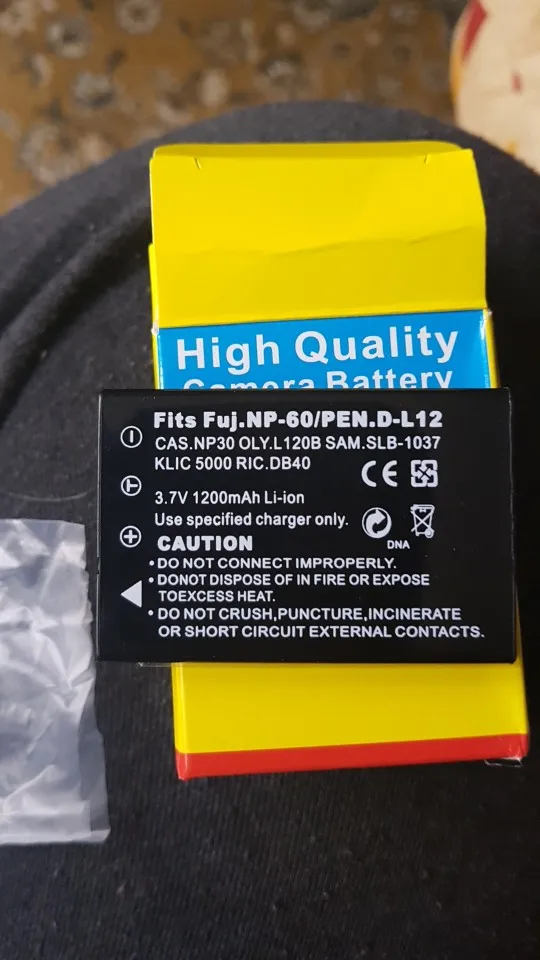 High Quality
Camera Battery
Fits Fuj.NP-60/PEN.D-L12
CAS.NP30 OLY.L120B SAM.SLB-1037
KLIC 5000 RIC.DB40
CE
3.7V 1200mAh Li-ion
Use specified charger only.
DNA
CAUTION
•DO NOT CONNECT IMPROPERLY.
•DONOT DISPOSE OF IN FIRE OR EXPOSE
TOEXCESS HEAT.
•DO NOT CRUSH,PUNCTURE,INCINERATE
OR SHORT CIRCUIT EXTERNAL CONTACTS.